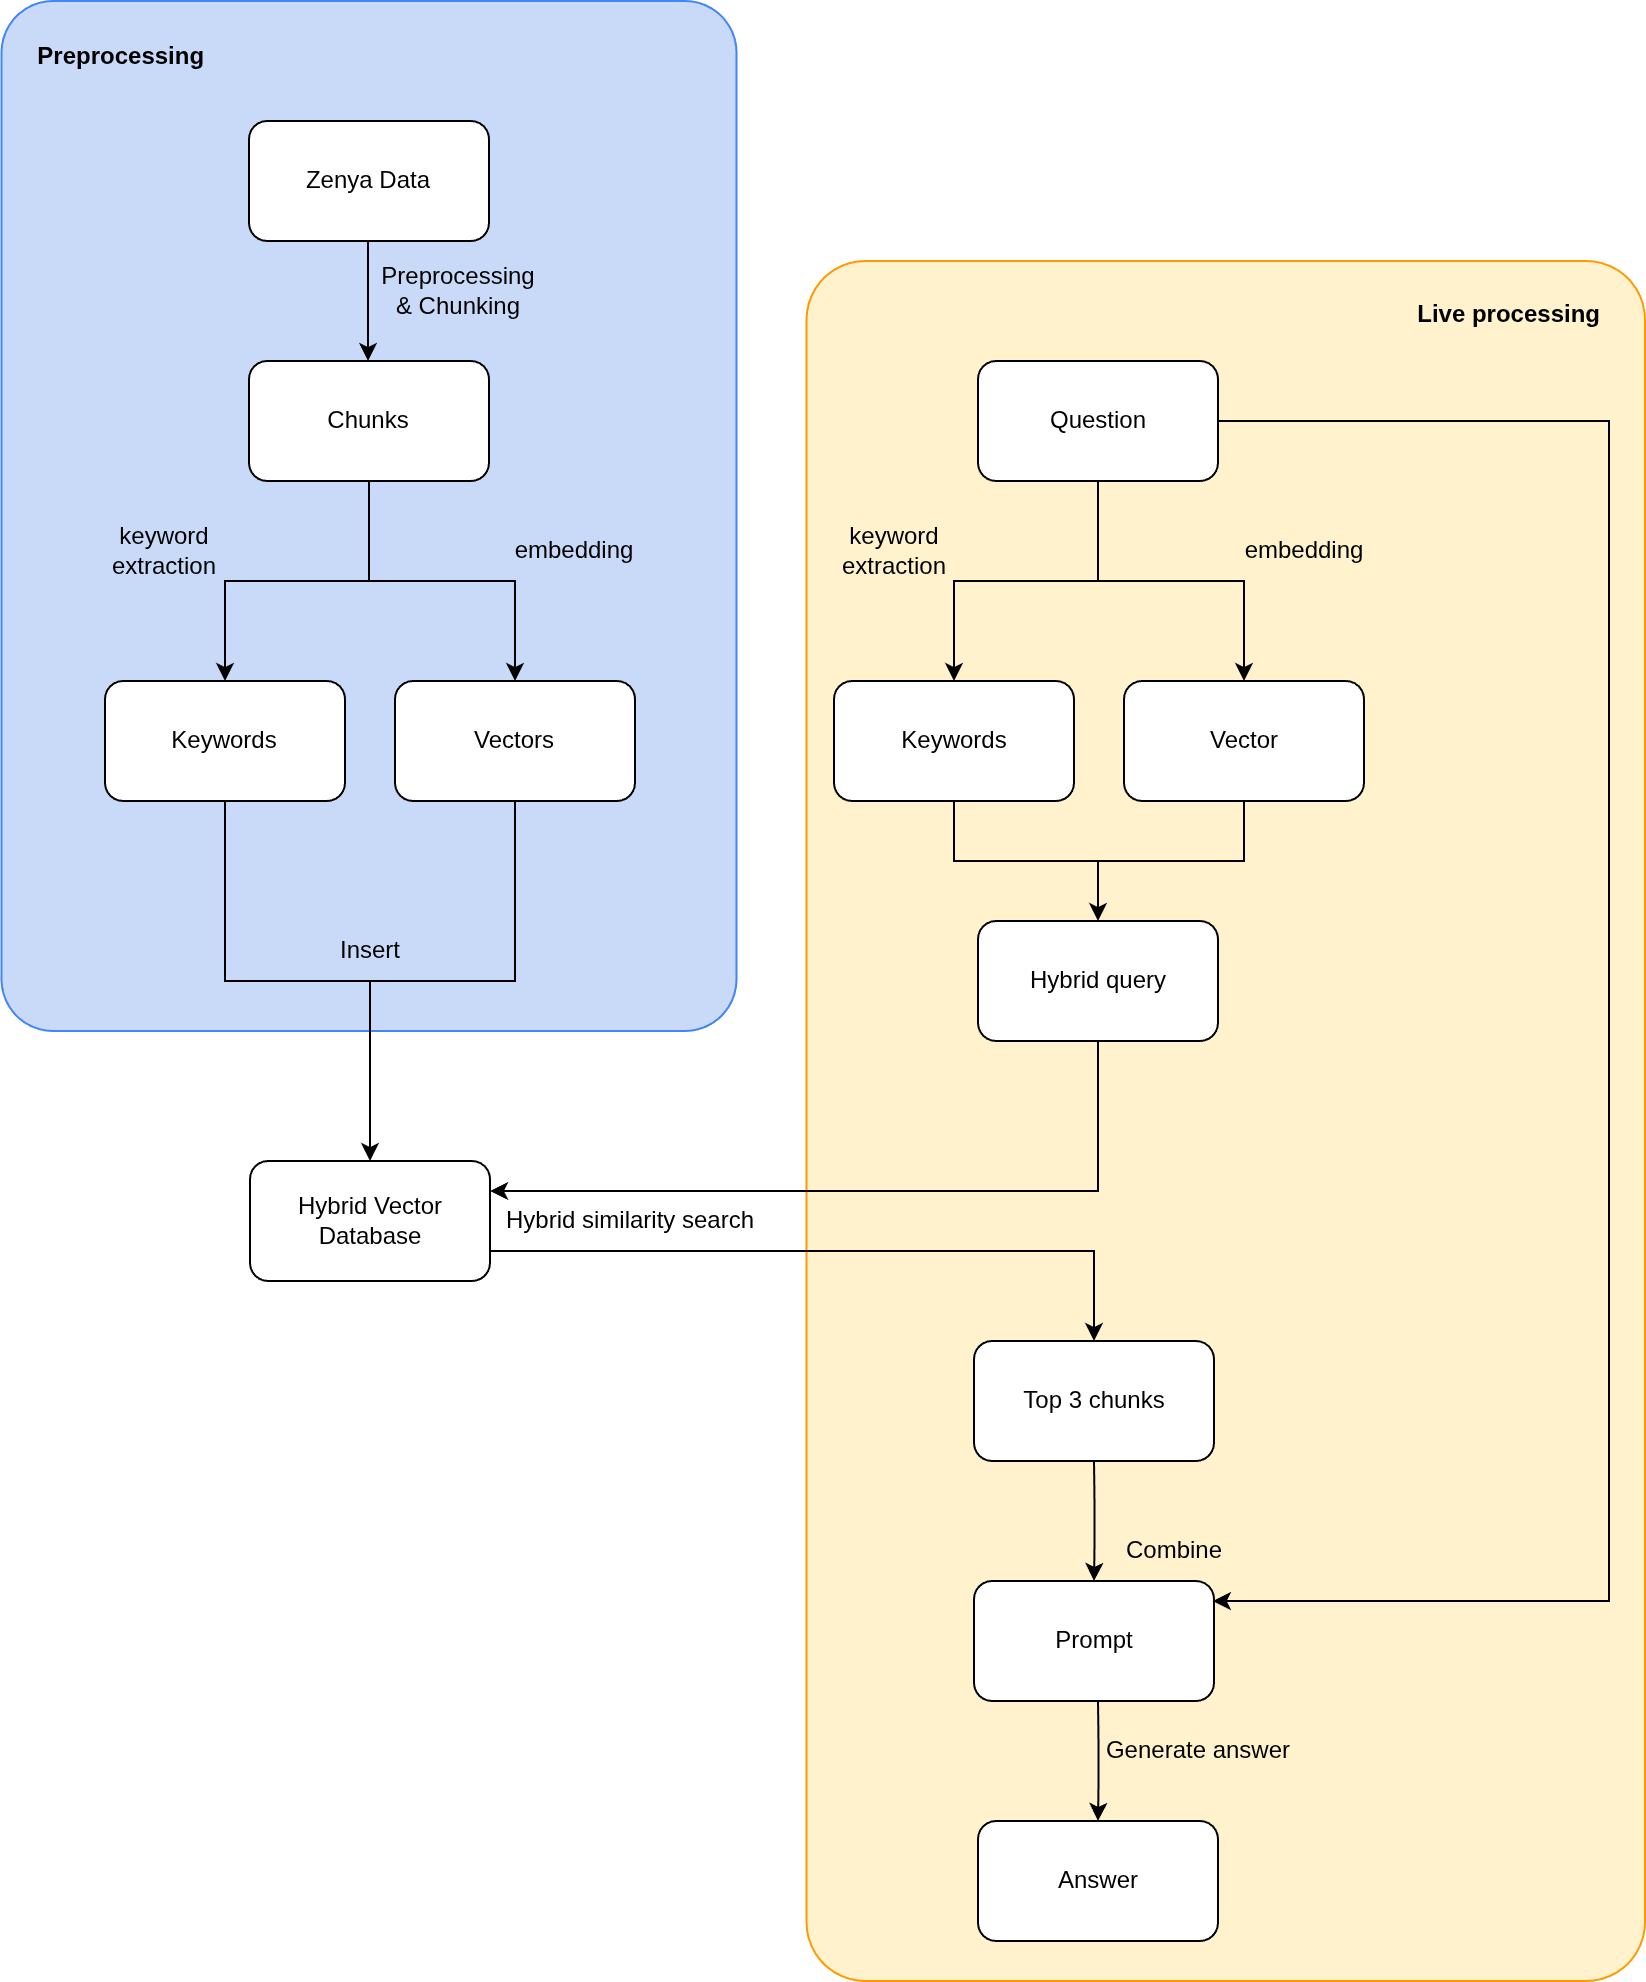 Preprocessing
Zenya Data
Preprocessing
& Chunking
Chunks
keyword
extraction
embedding
Keywords
Vectors
Insert
Hybrid Vector
Database
Live processing
Question
keyword
extraction
embedding
Keywords
Vector
Hybrid query
Hybrid similarity search
Top 3 chunks
Combine
Prompt
Generate answer
Answer